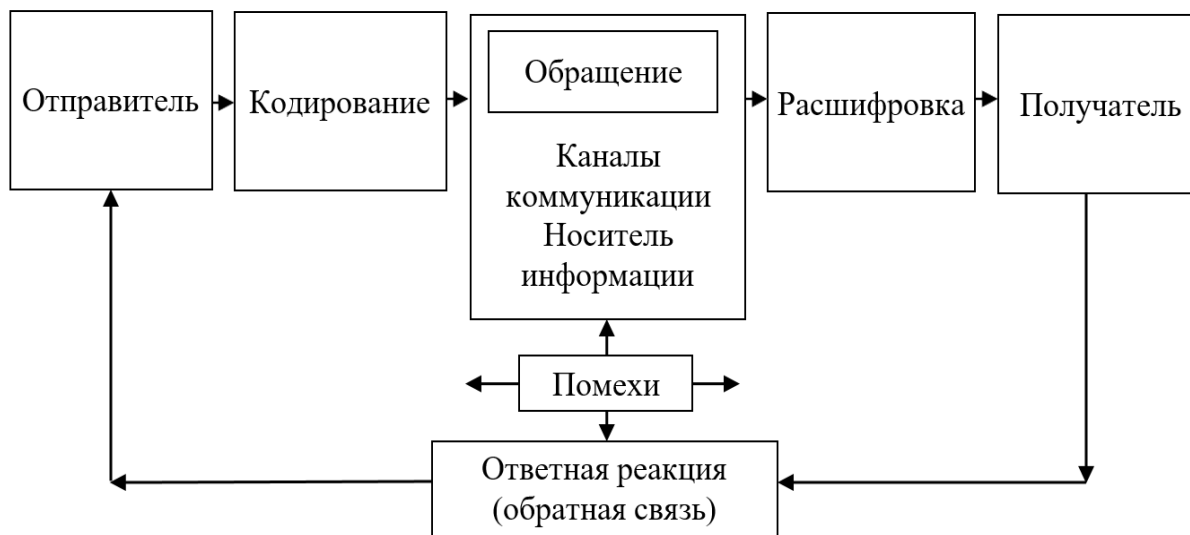 Отправитель
Кодирование
Обращение
Каналы
коммуникации
Носитель
информации
Расшифровка
Получатель
Помехи
Ответная реакция
(обратная связь)